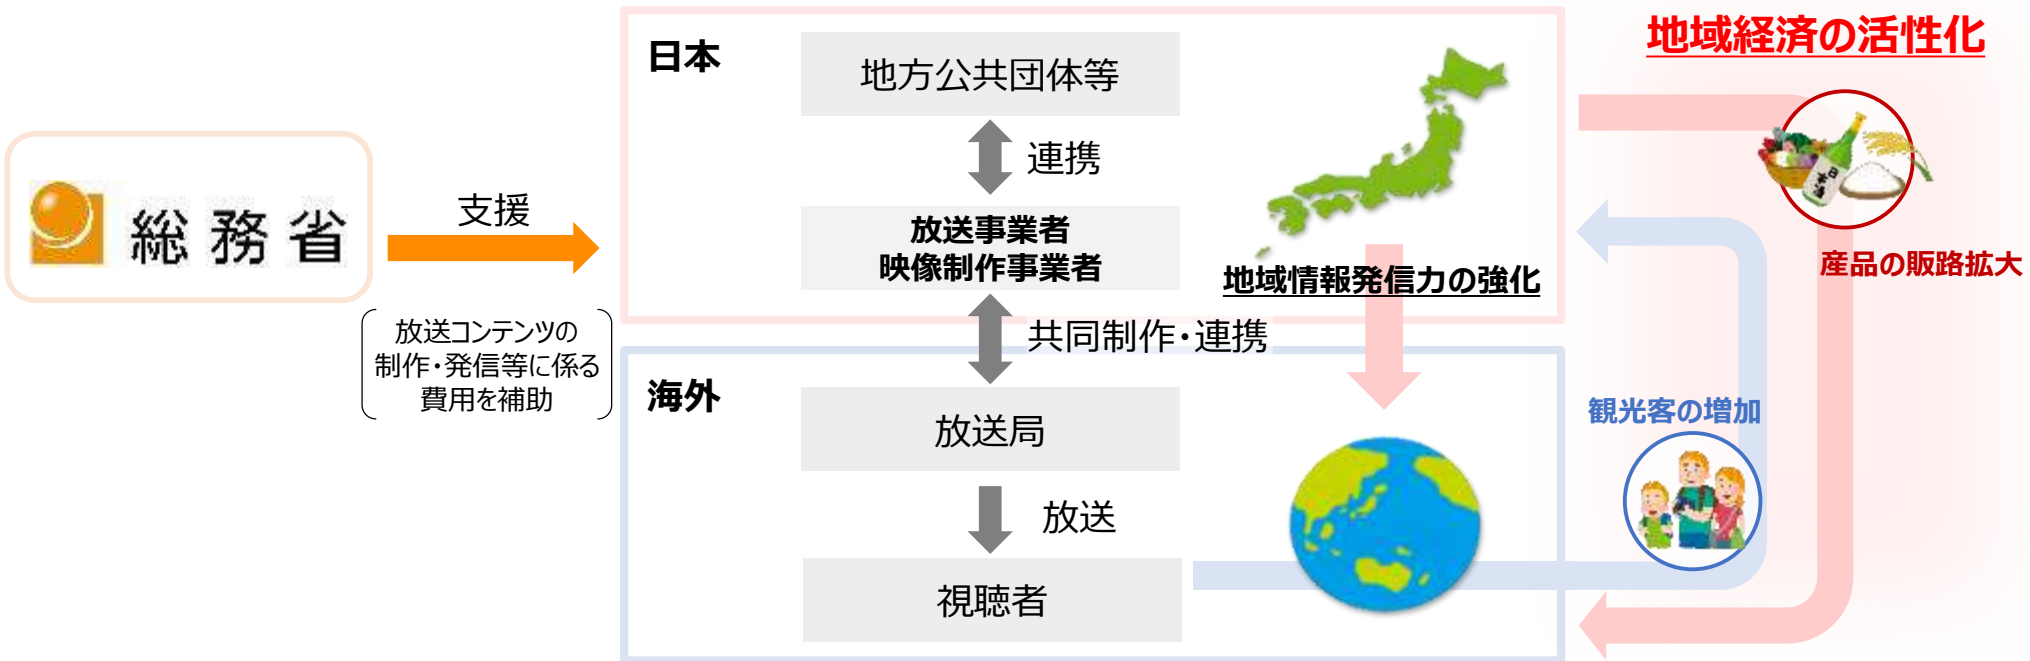 地域経済の活性化
日本
地方公共団体等
連携
総務省
支援
放送事業者
映像制作事業者
地域情報発信力の強化
日本酒
産品の販路拡大
放送コンテンツの
制作・発信等に係る
費用を補助
共同制作・連携
海外
放送局
観光客の増加
放送
視聴者